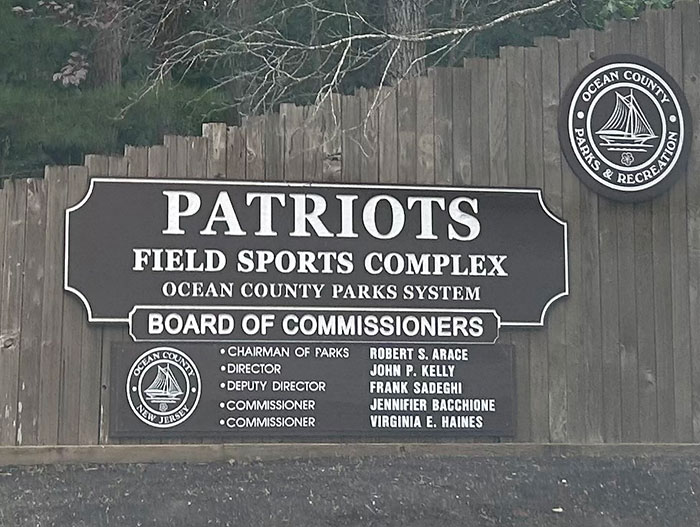 OCEAN COUNTY
PARKS & RECREATION
PATRIOTS
FIELD SPORTS COMPLEX
OCEAN COUNTY PARKS SYSTEM
BOARD OF COMMISSIONERS
OCEAN COUNTY
NEW JERSEY
• CHAIRMAN OF PARKS ROBERT S. ARACE
• DIRECTOR JOHN P. KELLY
• DEPUTY DIRECTOR FRANK SADEGHI
• COMMISSIONER JENNIFIER BACCHIONE
• COMMISSIONER VIRGINIA E. HAINES